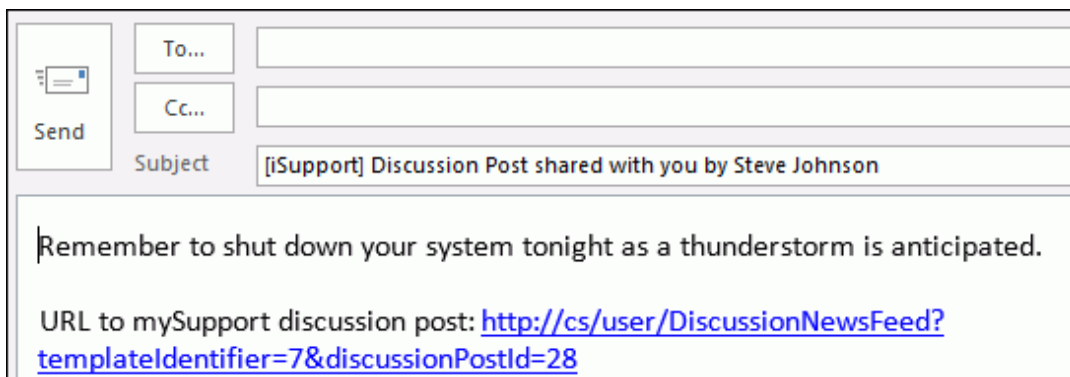 To...
Cc...
Send
Subject
[iSupport] Discussion Post shared with you by Steve Johnson
Remember to shut down your system tonight as a thunderstorm is anticipated.
URL to mySupport discussion post: http://cs/user/DiscussionNewsFeed?
templateIdentifier=7&discussionPostId=28